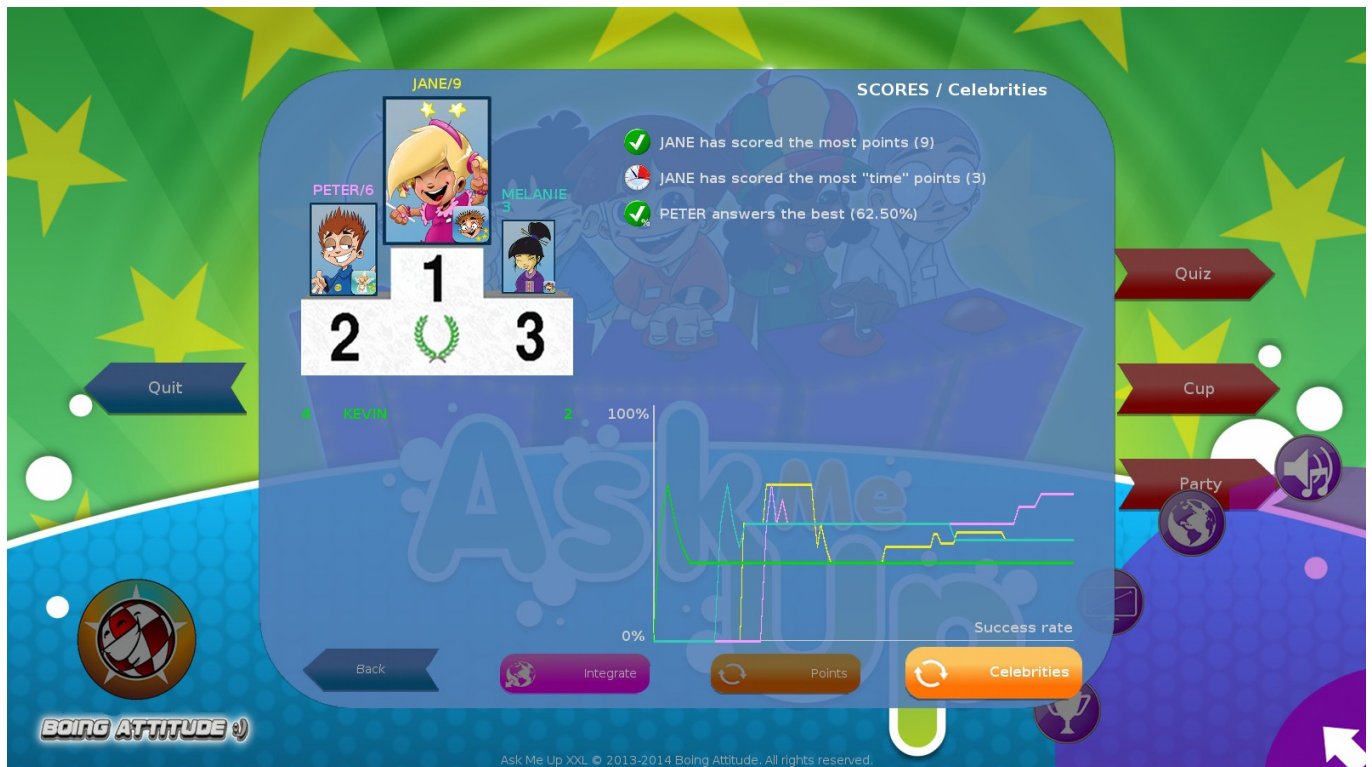 JANE/9
SCORES / Celebrities
JANE has scored the most points (9)
JANE has scored the most "time" points (3)
PETER/6
MELANIE
3
PETER answers the best (62.50%)
1
2
3
Quiz
Quit
Cup
4 KEVIN 2
100%
Ask Me Up
Party
Success rate
0%
Back
Integrate
Points
Celebrities
BOING ATTITUDE :)
Ask Me Up XXL © 2013-2014 Boing Attitude. All rights reserved.